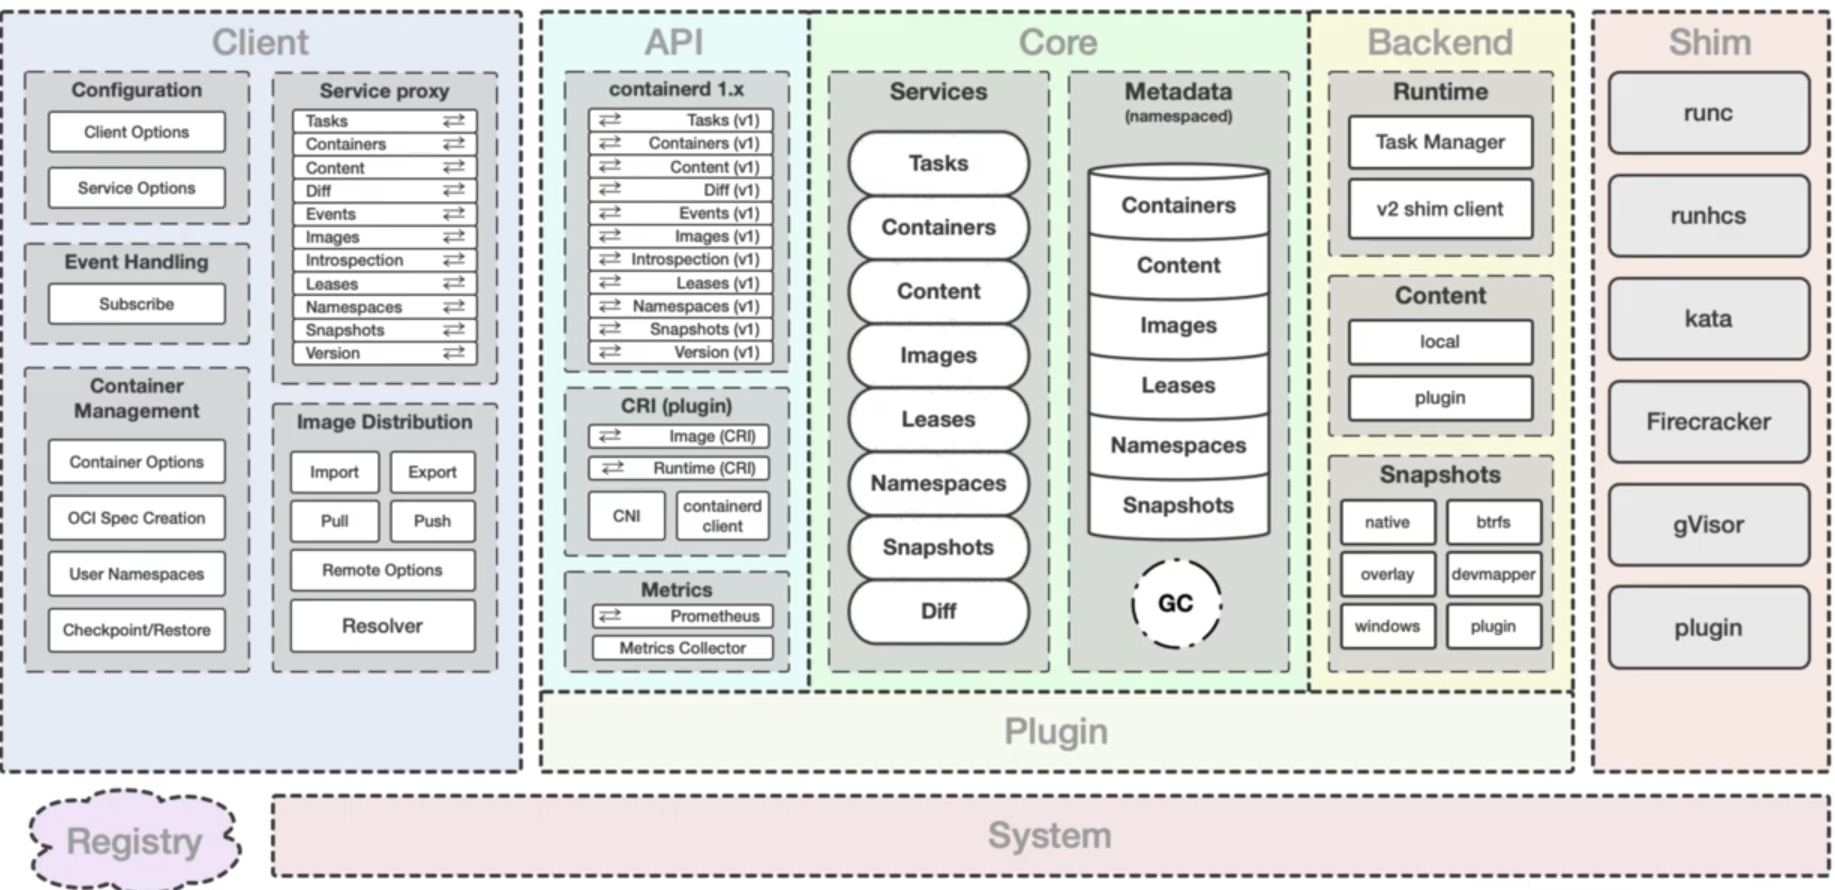 Client
Configuration
Client Options
Service Options
Event Handling
Subscribe
Container
Management
Container Options
OCI Spec Creation
User Namespaces
Checkpoint/Restore
Service proxy
Tasks
Containers
Content
Diff
Events
Images
Introspection
Leases
Namespaces
Snapshots
Version
Image Distribution
Import
Export
Pull
Push
Remote Options
Resolver
API
containerd 1.x
Tasks (v1)
Containers (v1)
Content (v1)
Diff (v1)
Events (v1)
Images (v1)
Introspection (v1)
Leases (v1)
Namespaces (v1)
Snapshots (v1)
Version (v1)
CRI (plugin)
Image (CRI)
Runtime (CRI)
CNI
containerd
client
Metrics
Prometheus
Metrics Collector
Core
Services
Tasks
Containers
Content
Images
Leases
Namespaces
Snapshots
Diff
Metadata
(namespaced)
Containers
Content
Images
Leases
Namespaces
Snapshots
GC
Backend
Runtime
Task Manager
v2 shim client
Content
local
plugin
Snapshots
native
btrfs
overlay
devmapper
windows
plugin
Shim
runc
runhcs
kata
Firecracker
gVisor
plugin
Plugin
Registry
System